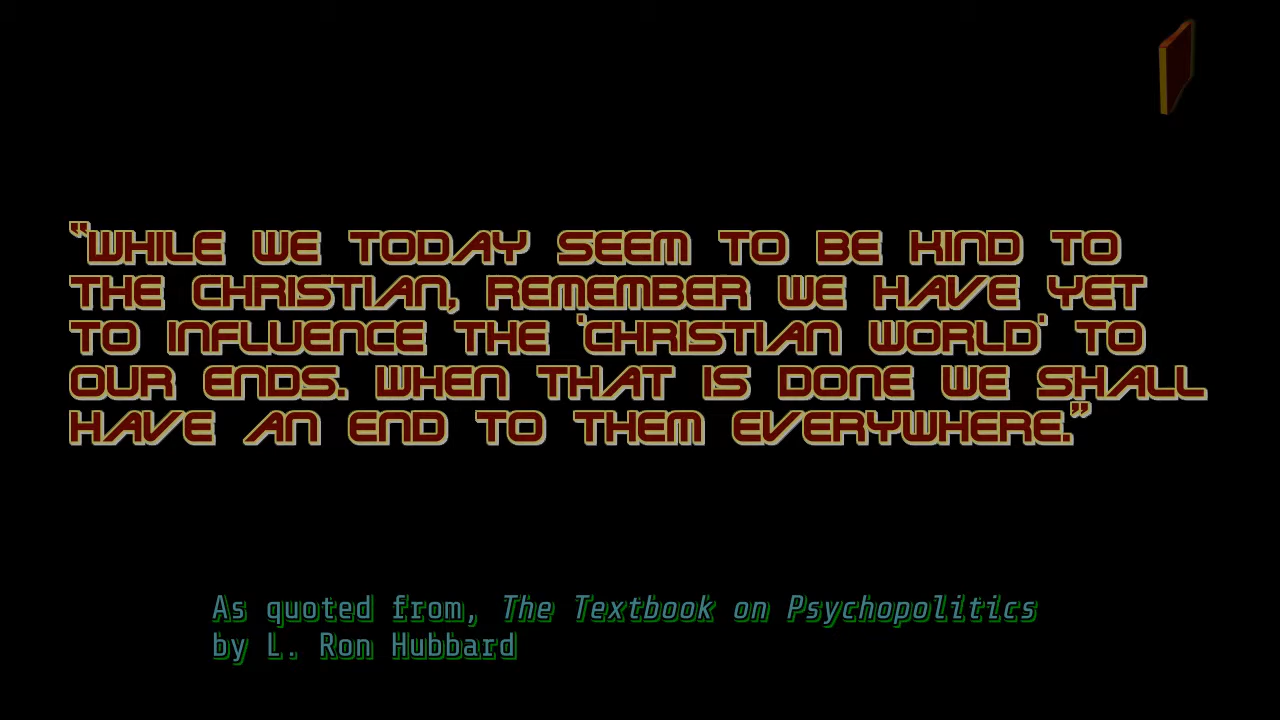 “WHILE WE TODAY SEEM TO BE KIND TO
THE CHRISTIAN, REMEMBER WE HAVE YET
TO INFLUENCE THE 'CHRISTIAN WORLD' TO
OUR ENDS. WHEN THAT IS DONE WE SHALL
HAVE AN END TO THEM EVERYWHERE.”
As quoted from, The Textbook on Psychopolitics
by L. Ron Hubbard